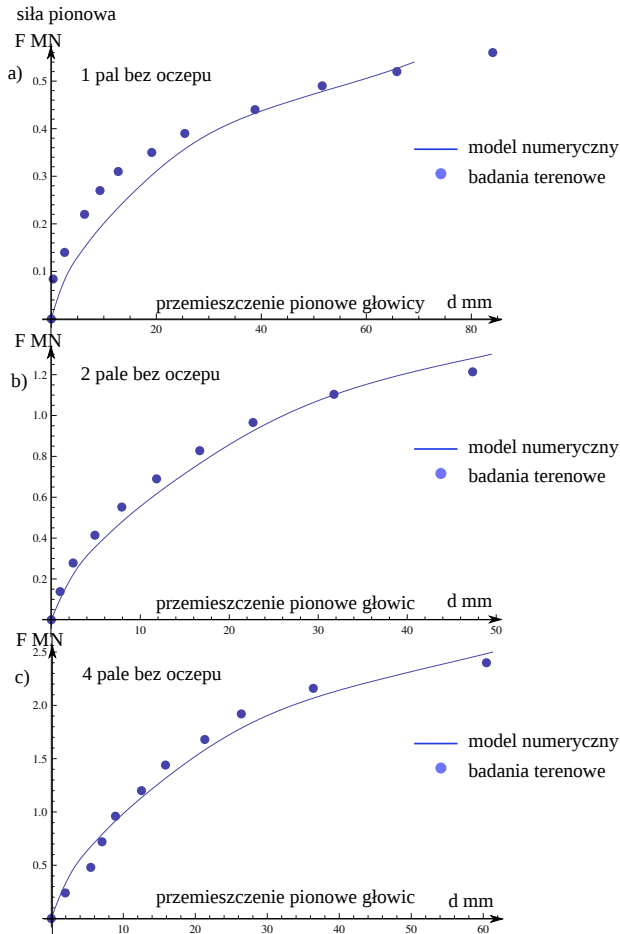 siła pionowa
F MN
a)
1 pal bez oczepu
0.5
0.4
0.3
0.2
0.1
model numeryczny
badania terenowe
przemieszczenie pionowe głowicy
d mm
20
40
60
80
F MN
b)
2 pale bez oczepu
1.2
1.0
0.8
0.6
0.4
0.2
model numeryczny
badania terenowe
przemieszczenie pionowe głowic
d mm
10
20
30
40
50
F MN
c)
4 pale bez oczepu
2.5
2.0
1.5
1.0
0.5
model numeryczny
badania terenowe
przemieszczenie pionowe głowic
d mm
10
20
30
40
50
60